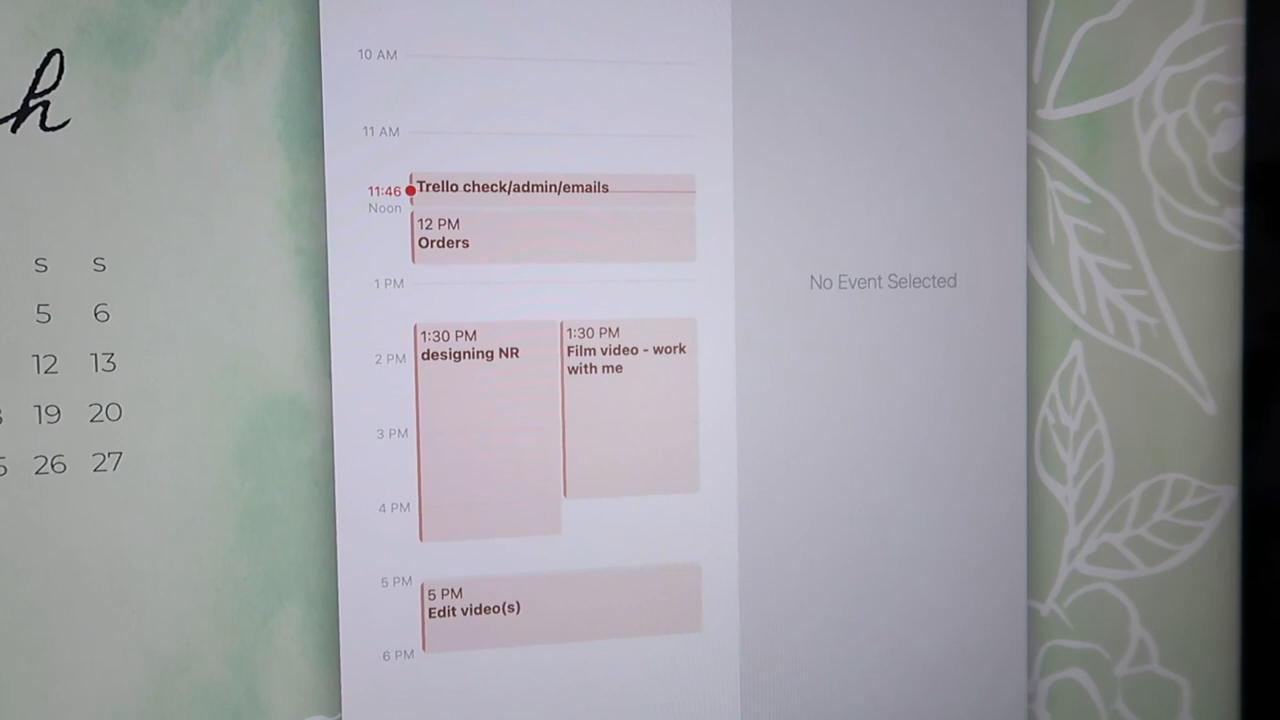 h
S S
5 6
12 13
19 20
26 27
10 AM
11 AM
11:46
Trello check/admin/emails
Noon
12 PM
Orders
1 PM
1:30 PM
designing NR
1:30 PM
Film video - work
with me
2 PM
3 PM
4 PM
5 PM
5 PM
Edit video(s)
6 PM
No Event Selected